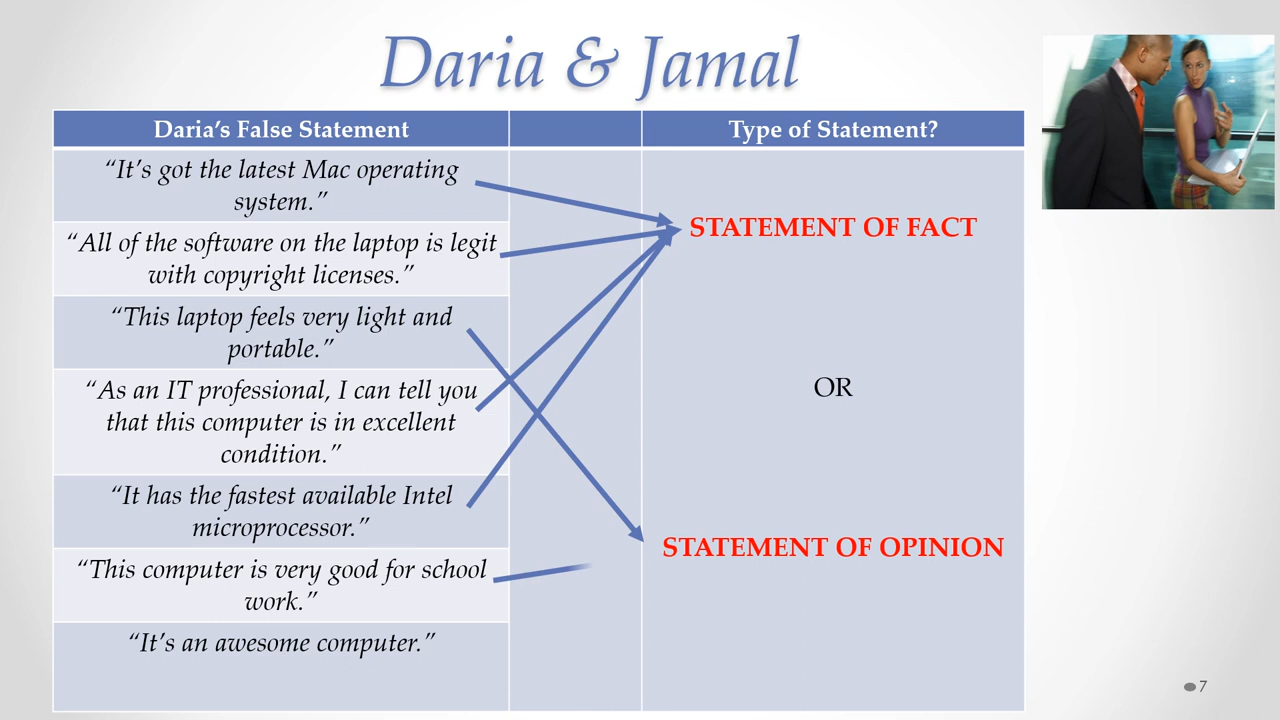 Daria & Jamal
Daria’s False Statement
Type of Statement?
“It’s got the latest Mac operating
system.”
“All of the software on the laptop is legit
with copyright licenses.”
“This laptop feels very light and
portable.”
“As an IT professional, I can tell you
that this computer is in excellent
condition.”
“It has the fastest available Intel
microprocessor.”
“This computer is very good for school
work.”
“It’s an awesome computer.”
STATEMENT OF FACT
OR
STATEMENT OF OPINION
7